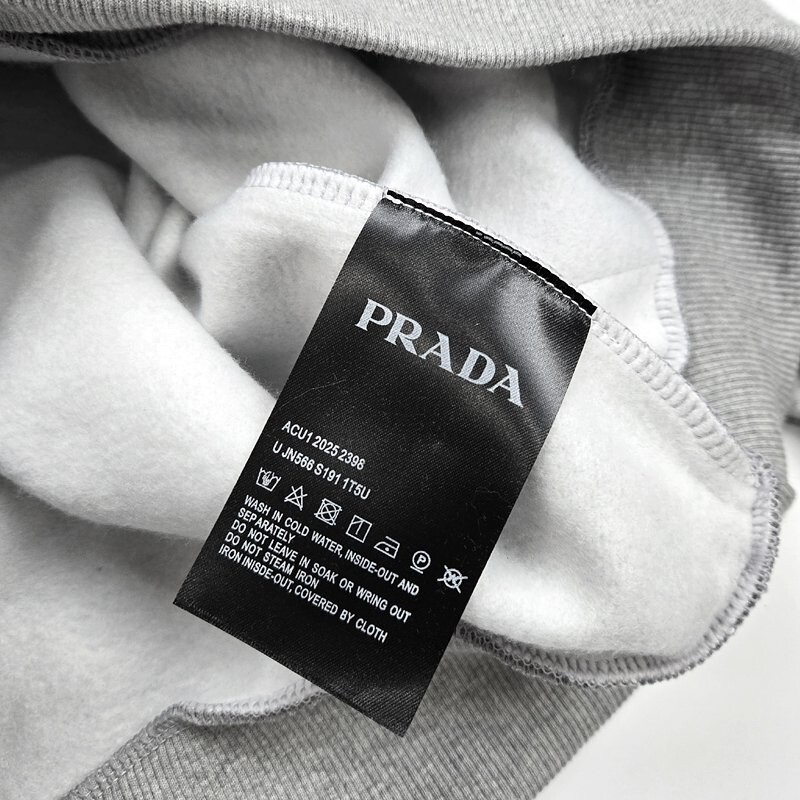 PRADA
ACU1 2025 2398
U JN566 S191 1T5U
WASH IN COLD WATER, INSIDE-OUT AND
SEPARATELY
DO NOT LEAVE IN SOAK OR WRING OUT
DO NOT STEAM IRON
IRON INISDE-OUT, COVERED BY CLOTH